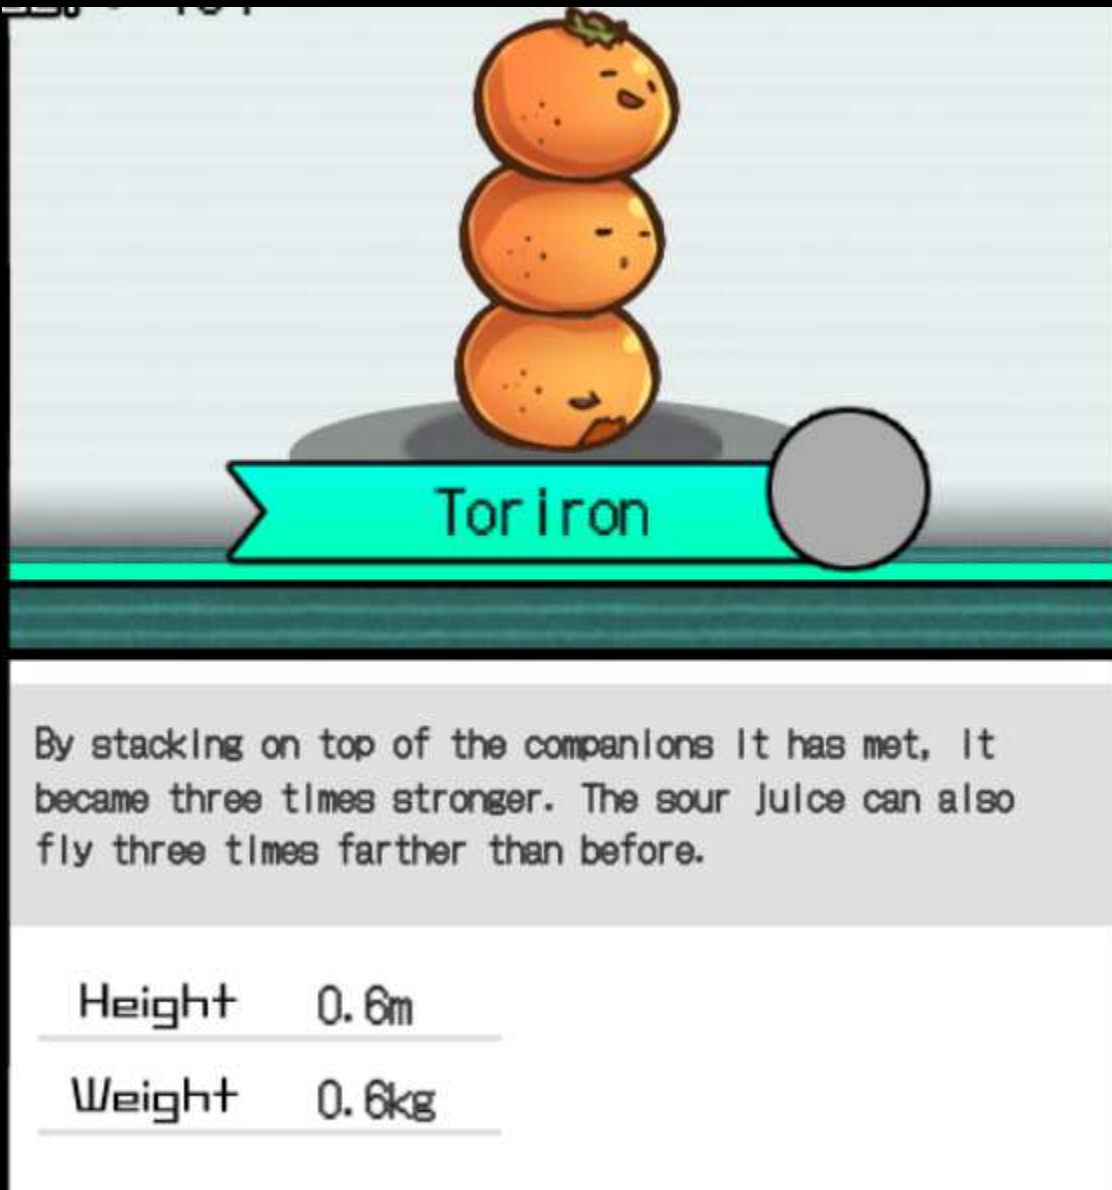 Toriron
By stacking on top of the companions it has met, it
became three times stronger. The sour juice can also
fly three times farther than before.
Height 0.6m
Weight 0.6kg